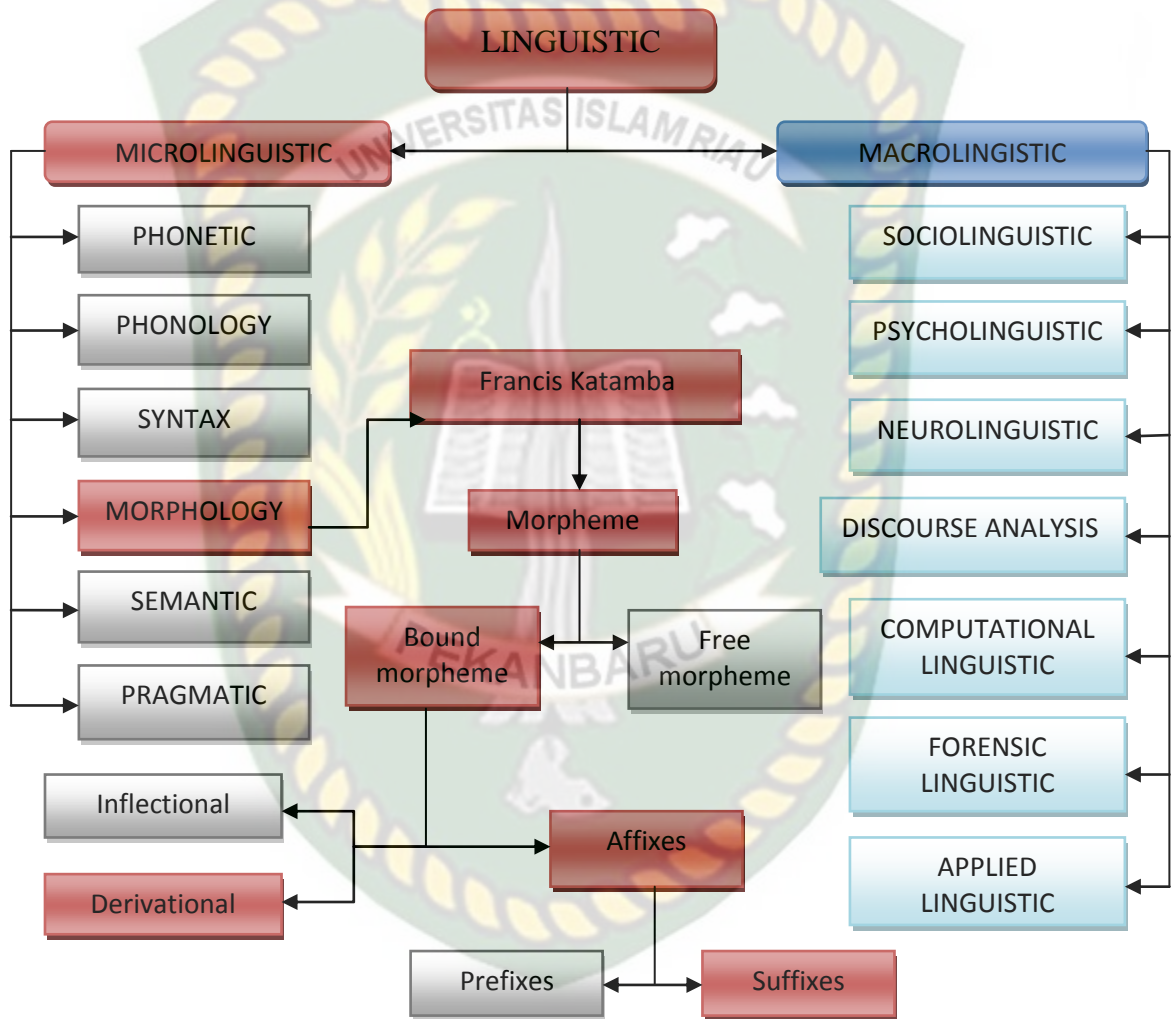 LINGUISTIC
UNIVERSITAS ISLAM RIAU
MICROLINGUISTIC
MACROLINGISTIC
PHONETIC
PHONOLOGY
SYNTAX
MORPHOLOGY
SEMANTIC
PRAGMATIC
SOCIOLINGUISTIC
PSYCHOLINGUISTIC
NEUROLINGUISTIC
DISCOURSE ANALYSIS
COMPUTATIONAL
LINGUISTIC
FORENSIC
LINGUISTIC
APPLIED
LINGUISTIC
Francis Katamba
Morpheme
Bound
morpheme
Free
morpheme
PEKANBARU
Inflectional
Derivational
Affixes
Prefixes
Suffixes